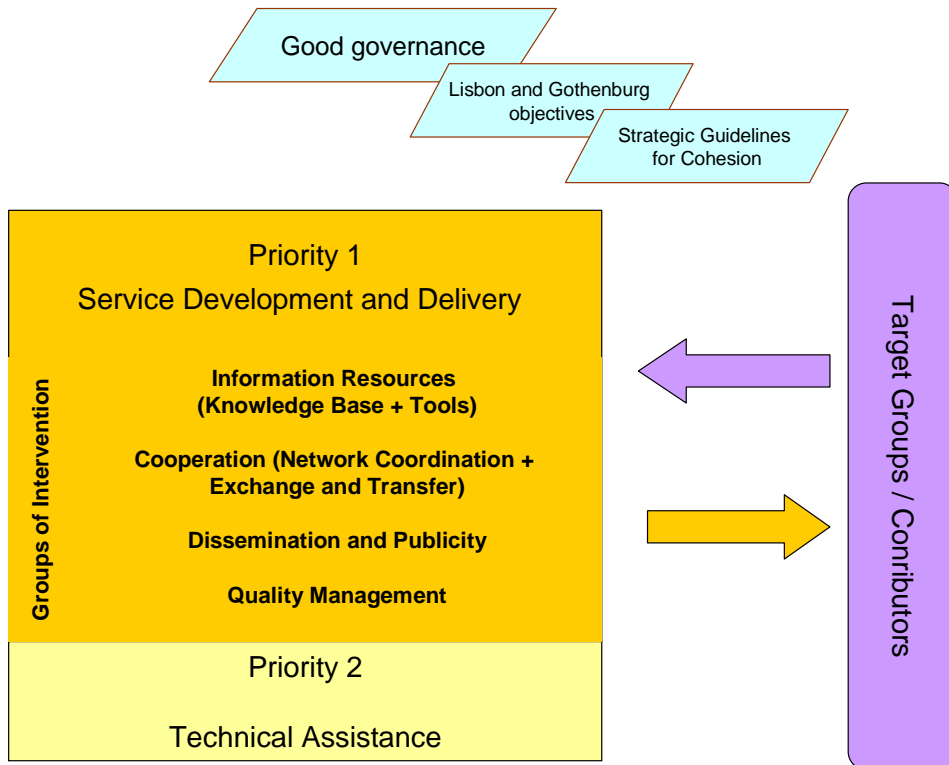 Good governance
Lisbon and Gothenburg
objectives
Strategic Guidelines
for Cohesion
Priority 1
Service Development and Delivery
Groups of Intervention
Information Resources
(Knowledge Base + Tools)
Cooperation (Network Coordination +
Exchange and Transfer)
Dissemination and Publicity
Quality Management
Priority 2
Technical Assistance
Target Groups / Conributors